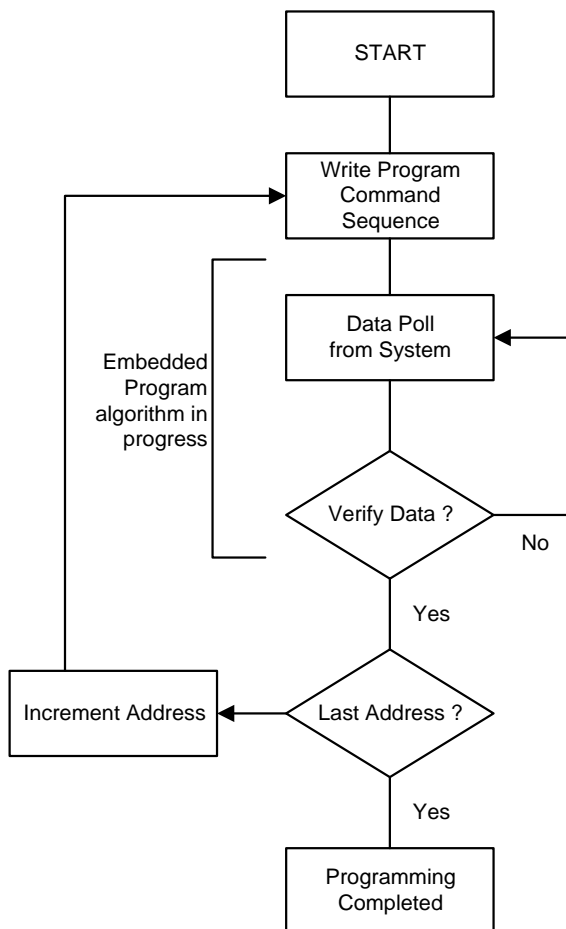 START
Write Program
Command
Sequence
Data Poll
from System
Embedded
Program
algorithm in
progress
Verify Data ?
No
Yes
Increment Address
Last Address ?
Yes
Programming
Completed